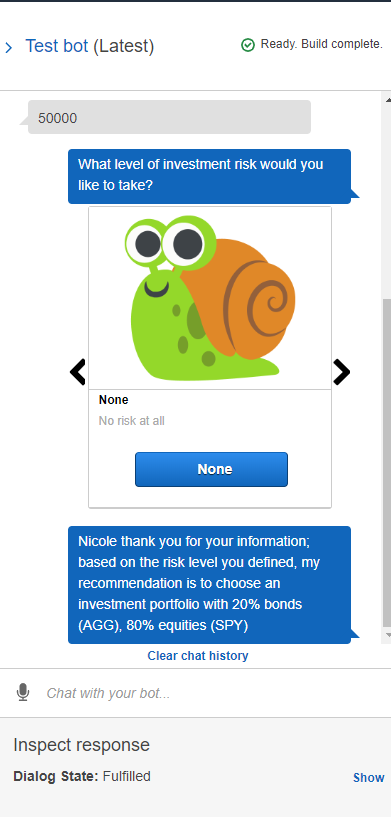 Test bot (Latest)
Ready. Build complete.
50000
What level of investment risk would you
like to take?
None
No risk at all
None
Nicole thank you for your information;
based on the risk level you defined, my
recommendation is to choose an
investment portfolio with 20% bonds
(AGG), 80% equities (SPY)
Clear chat history
Chat with your bot...
Inspect response
Dialog State: Fulfilled
Show